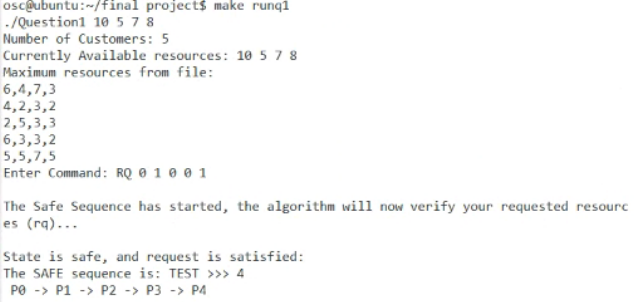 osc@ubuntu:~/final project$ make runq1
./Question1 10 5 7 8
Number of Customers: 5
Currently Available resources: 10 5 7 8
Maximum resources from file:
6,4,7,3
4,2,3,2
2,5,3,3
6,3,3,2
5,5,7,5
Enter Command: RQ 0 1 0 0 1
The Safe Sequence has started, the algorithm will now verify your requested resourc
es (rq)...
State is safe, and request is satisfied:
The SAFE sequence is: TEST >>> 4
P0 -> P1 -> P2 -> P3 -> P4